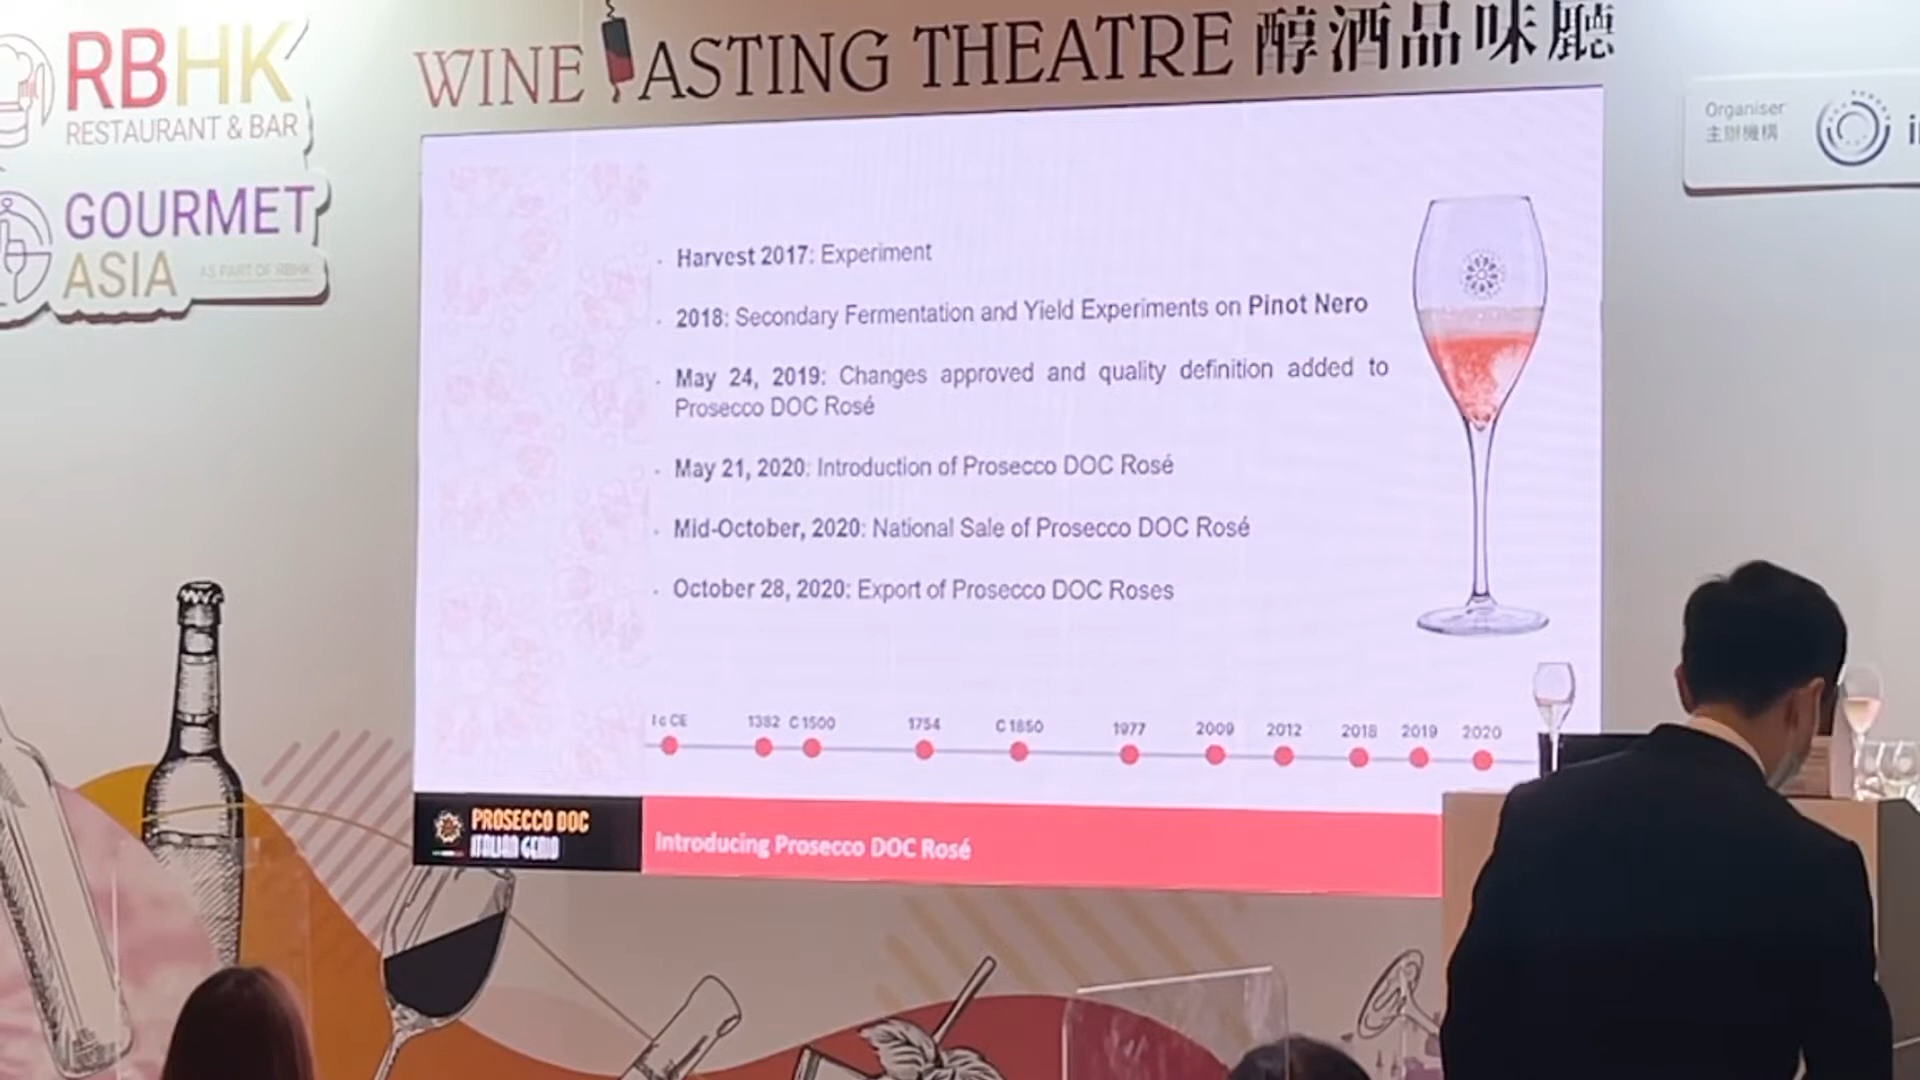 RBHK
RESTAURANT & BAR
GOURMET
ASIA AS PART OF RBHK
WINE TASTING THEATRE 醇酒品味廳
Organiser
主辦機構
Harvest 2017: Experiment
2018: Secondary Fermentation and Yield Experiments on Pinot Nero
May 24, 2019: Changes approved and quality definition added to
Prosecco DOC Rosé
May 21, 2020: Introduction of Prosecco DOC Rosé
Mid-October, 2020: National Sale of Prosecco DOC Rosé
October 28, 2020: Export of Prosecco DOC Roses
I c CE 1382 C 1500 1754 C 1850 1977 2009 2012 2018 2019 2020
PROSECCO DOC
ITALIAN GENIO
Introducing Prosecco DOC Rosé